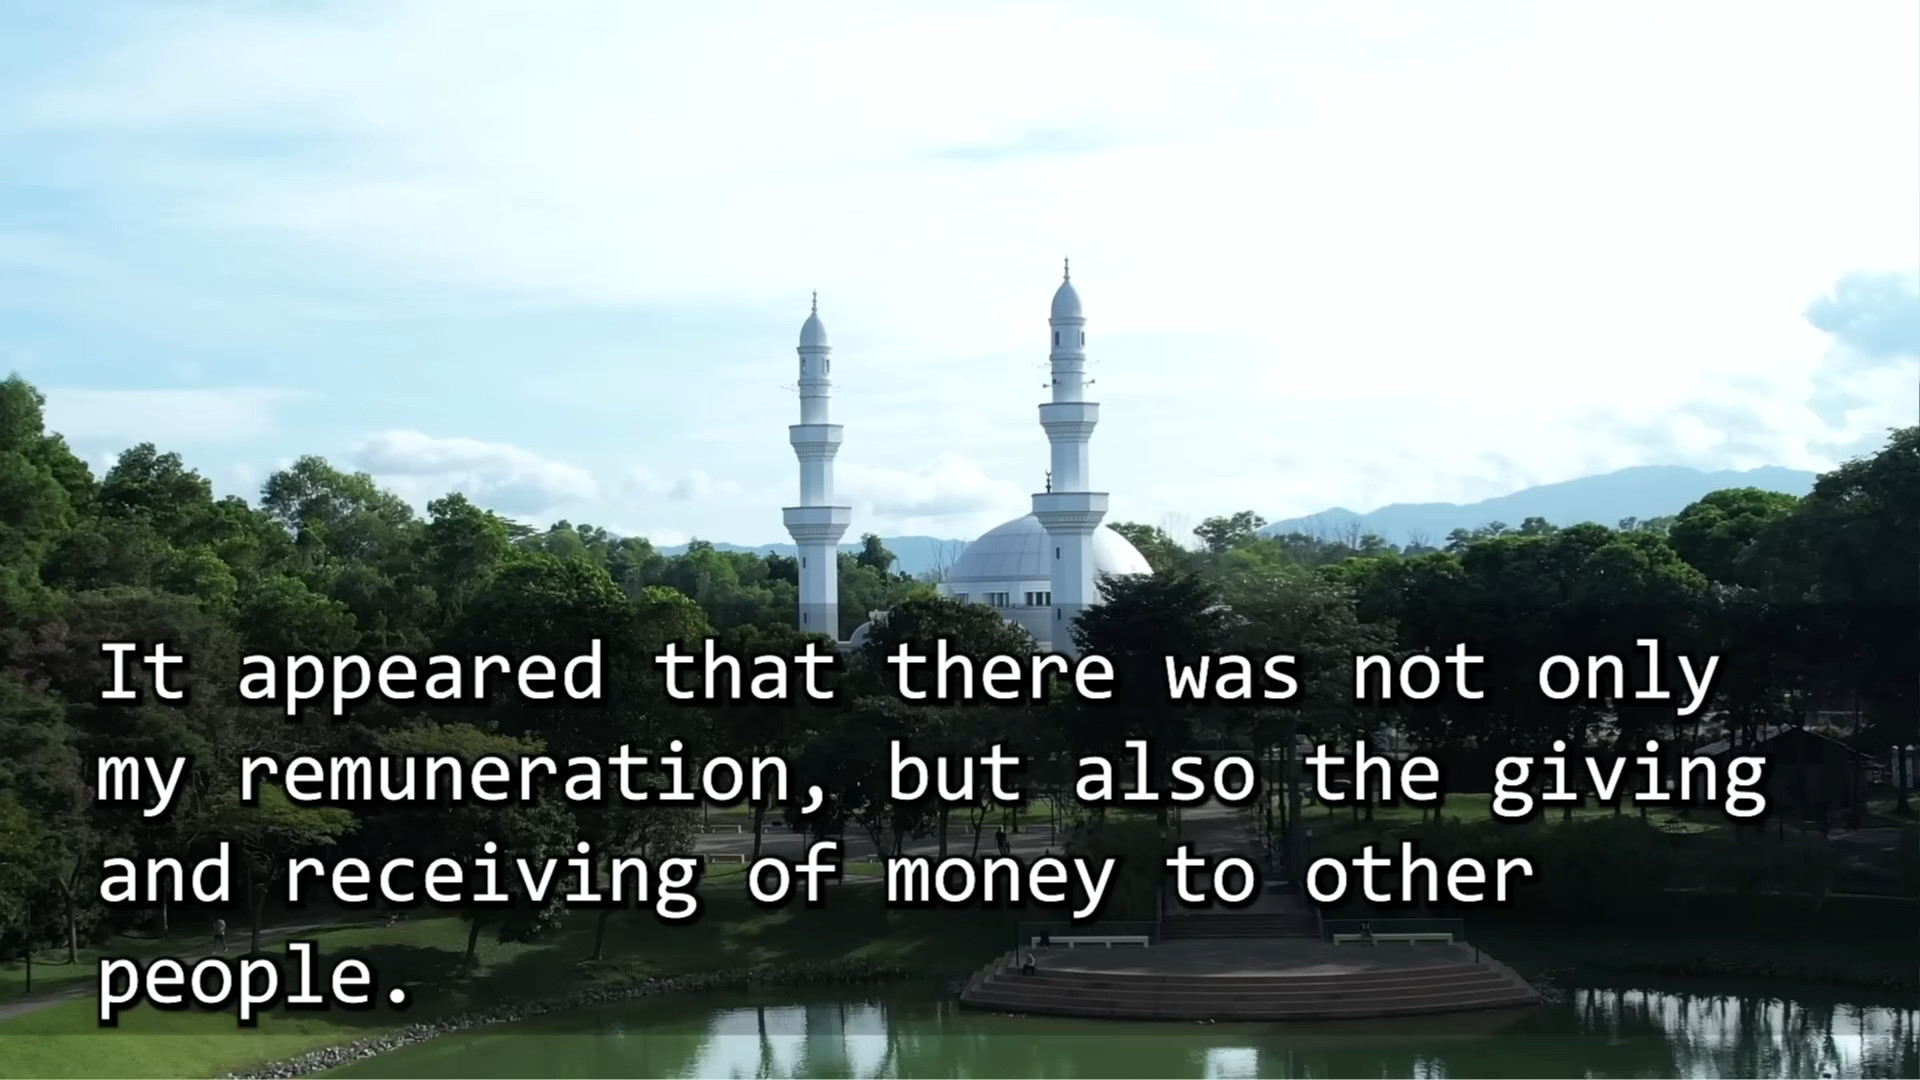 It appeared that there was not only
my remuneration, but also the giving
and receiving of money to other
people.